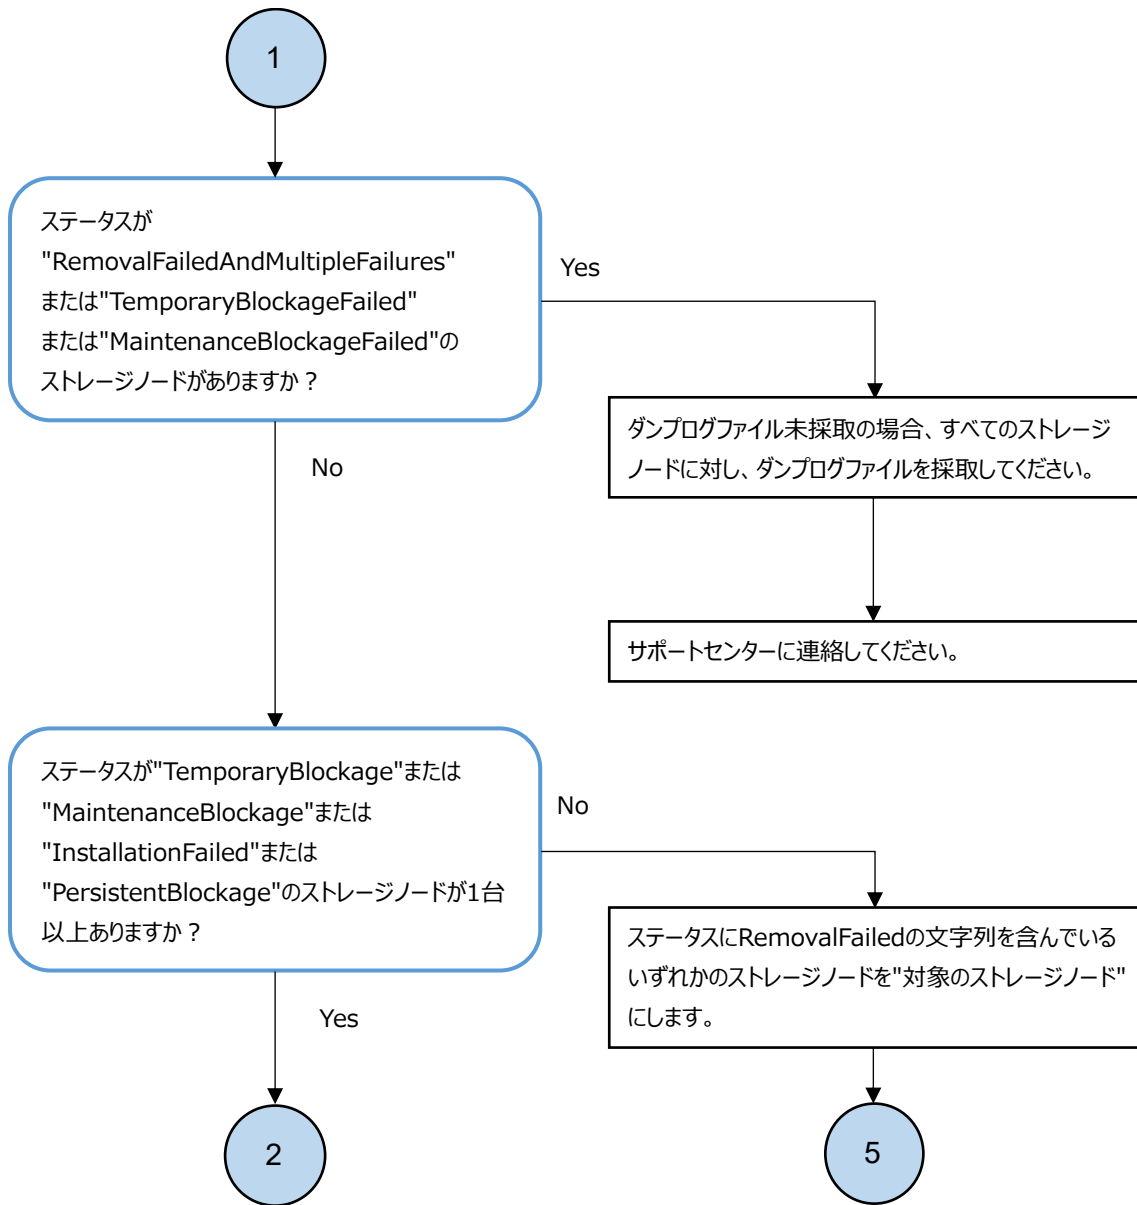 1
ステータスが
"RemovalFailedAndMultipleFailures"
または"TemporaryBlockageFailed"
または"MaintenanceBlockageFailed"の
ストレージノードがありますか？
Yes
No
ダンプログファイル未採取の場合、すべてのストレージ
ノードに対し、ダンプログファイルを採取してください。
サポートセンターに連絡してください。
ステータスが"TemporaryBlockage"または
"MaintenanceBlockage"または
"InstallationFailed"または
"PersistentBlockage"のストレージノードが1台
以上ありますか？
No
Yes
ステータスにRemovalFailedの文字列を含んでいる
いずれかのストレージノードを"対象のストレージノード"
にします。
2
5